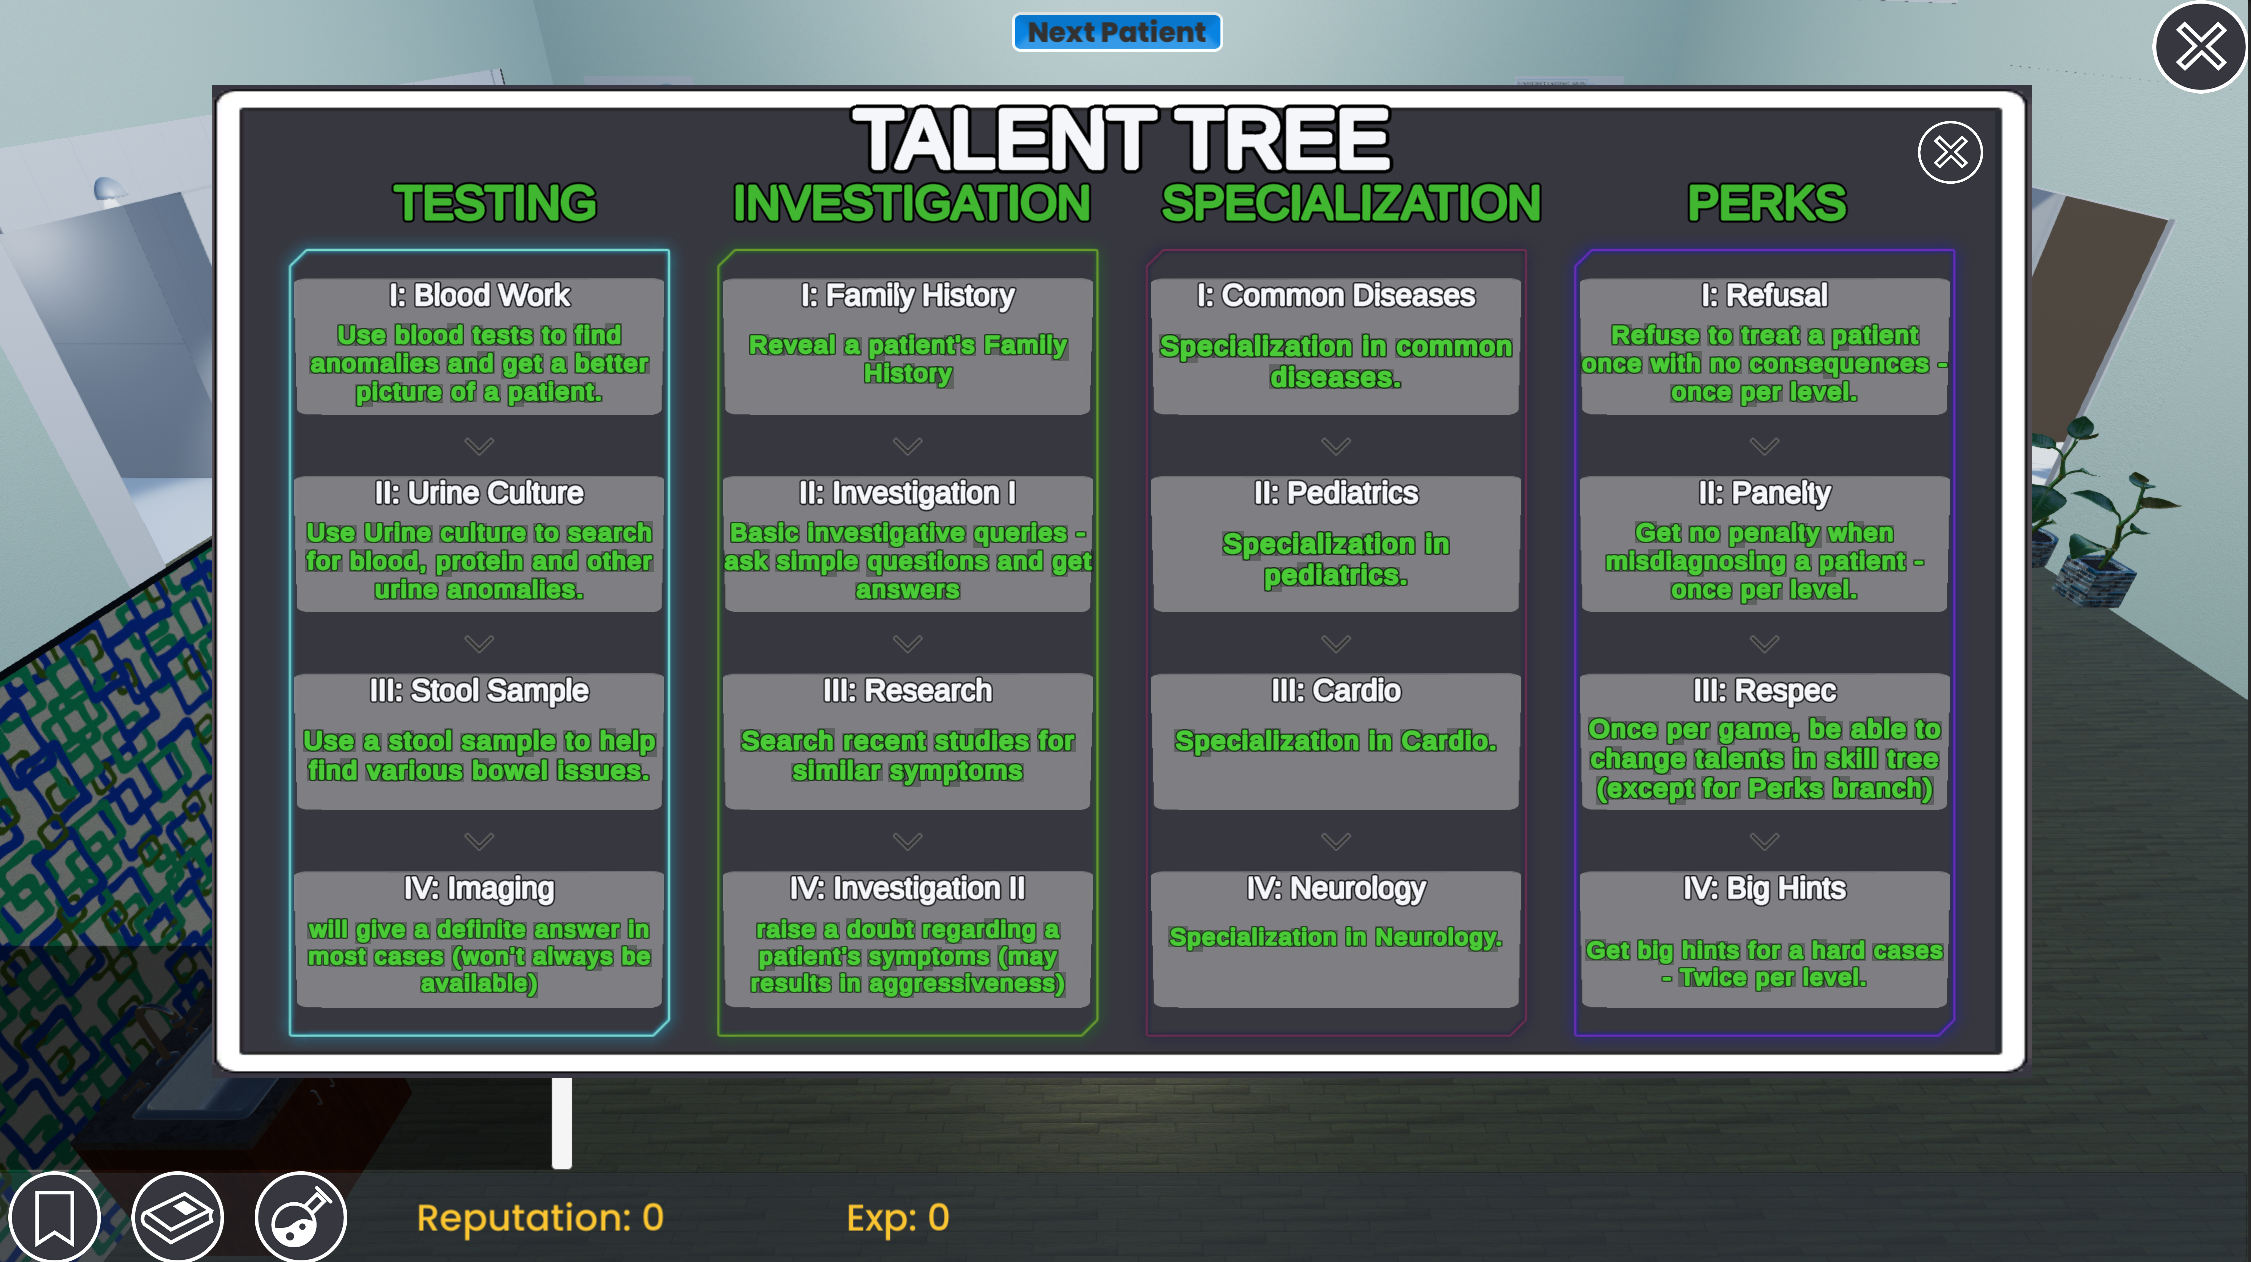 Next Patient
TALENT TREE
TESTING
I: Blood Work
Use blood tests to find
anomalies and get a better
picture of a patient.
II: Urine Culture
Use Urine culture to search
for blood, protein and other
urine anomalies.
III: Stool Sample
Use a stool sample to help
find various bowel issues.
IV: Imaging
will give a definite answer in
most cases (won't always be
available)
INVESTIGATION
I: Family History
Reveal a patient's Family
History
II: Investigation I
Basic investigative queries -
ask simple questions and get
answers
III: Research
Search recent studies for
similar symptoms
IV: Investigation II
raise a doubt regarding a
patient's symptoms (may
results in aggressiveness)
SPECIALIZATION
I: Common Diseases
Specialization in common
diseases.
II: Pediatrics
Specialization in
pediatrics.
III: Cardio
Specialization in Cardio.
IV: Neurology
Specialization in Neurology.
PERKS
I: Refusal
Refuse to treat a patient
once with no consequences -
once per level.
II: Panelty
Get no penalty when
misdiagnosing a patient -
once per level.
III: Respec
Once per game, be able to
change talents in skill tree
(except for Perks branch)
IV: Big Hints
Get big hints for a hard cases
- Twice per level.
Reputation: 0
Exp: 0